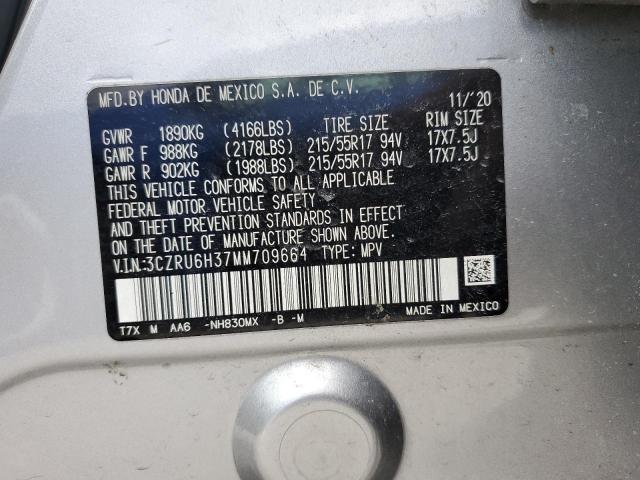 MFD.BY HONDA DE MEXICO S.A. DE C.V. 11/'20
GVWR 1890KG (4166LBS) TIRE SIZE RIM SIZE
GAWR F 988KG (2178LBS) 215/55R17 94V 17X7.5J
GAWR R 902KG (1988LBS) 215/55R17 94V 17X7.5J
THIS VEHICLE CONFORMS TO ALL APPLICABLE
FEDERAL MOTOR VEHICLE SAFETY
AND THEFT PREVENTION STANDARDS IN EFFECT
ON THE DATE OF MANUFACTURE SHOWN ABOVE.
V.I.N.:3CZRU6H37MM709664 TYPE: MPV
T7X M AA6 -NH830MX -B -M MADE IN MEXICO